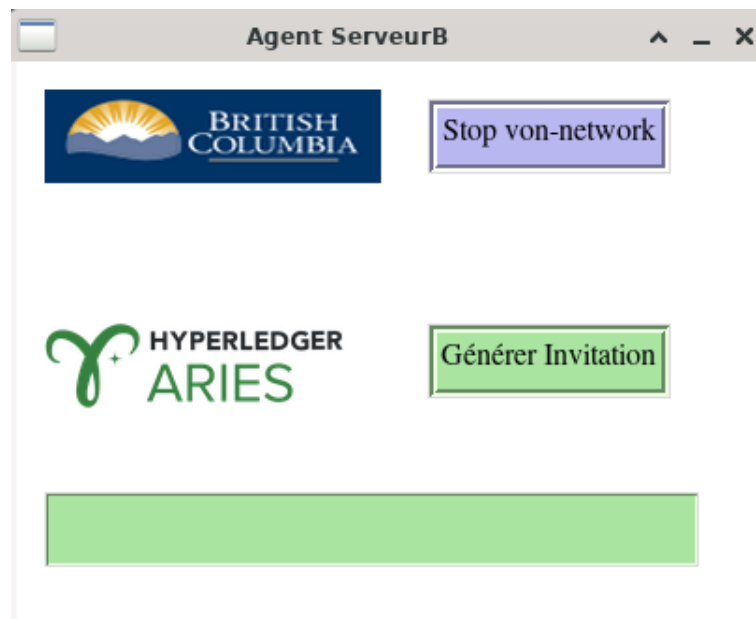 Agent ServeurB
BRITISH
COLUMBIA
Stop von-network
HYPERLEDGER
ARIES
Générer Invitation